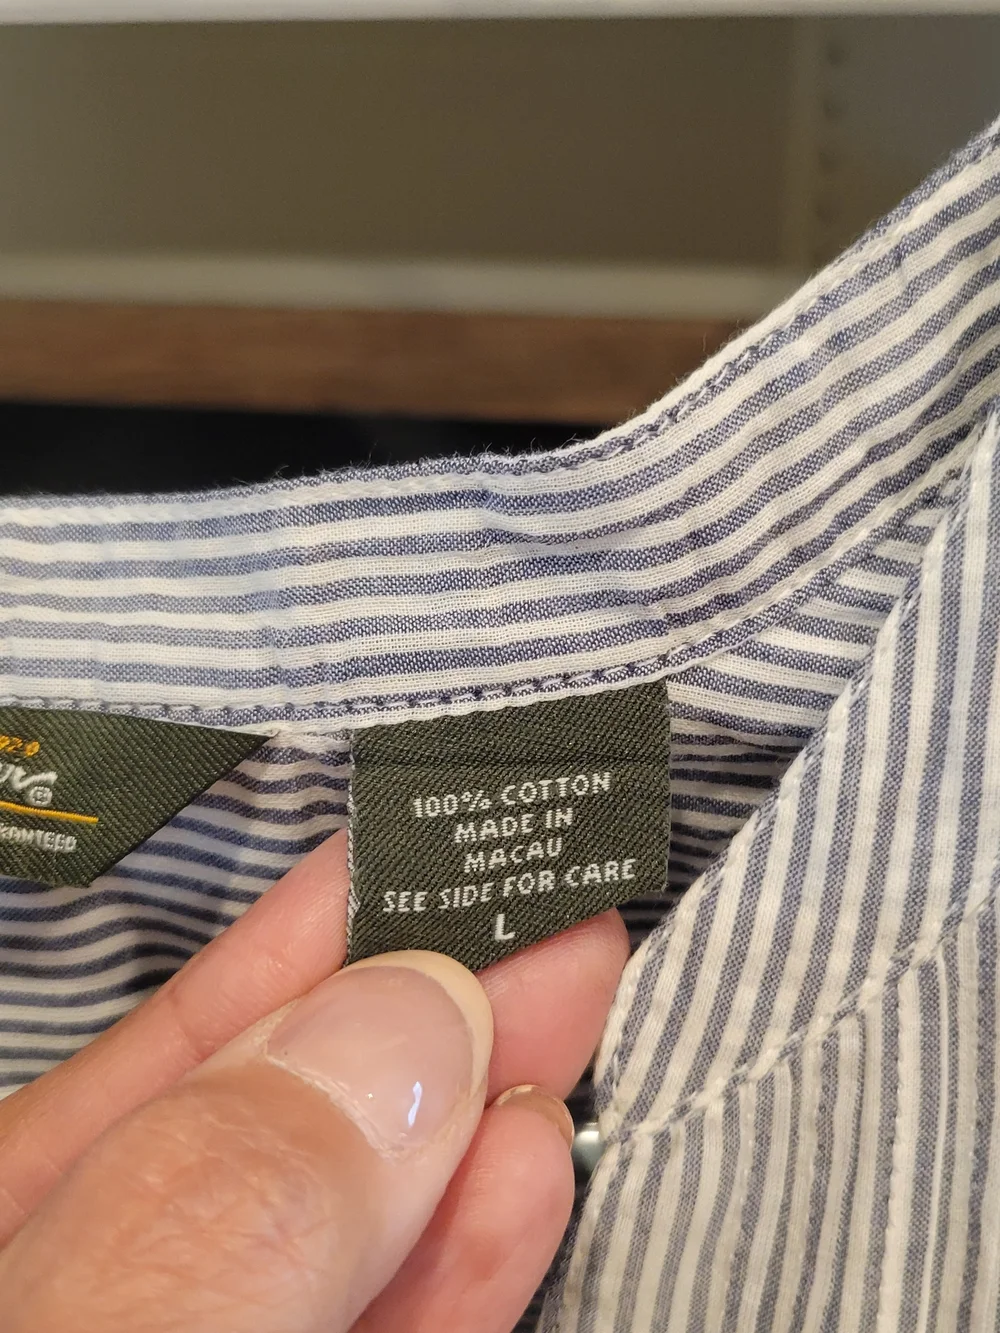 100% COTTON
MADE IN
MACAU
SEE SIDE FOR CARE
L